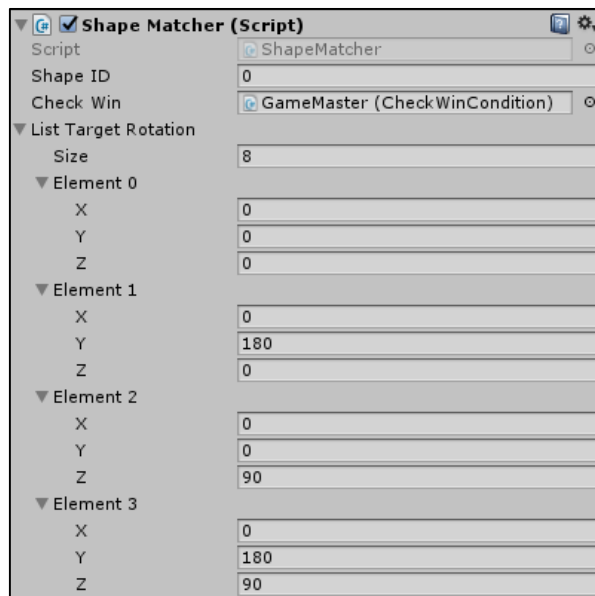 Shape Matcher (Script)
Script ShapeMatcher
Shape ID 0
Check Win GameMaster (CheckWinCondition)
List Target Rotation
Size 8
Element 0
X 0
Y 0
Z 0
Element 1
X 0
Y 180
Z 0
Element 2
X 0
Y 0
Z 90
Element 3
X 0
Y 180
Z 90